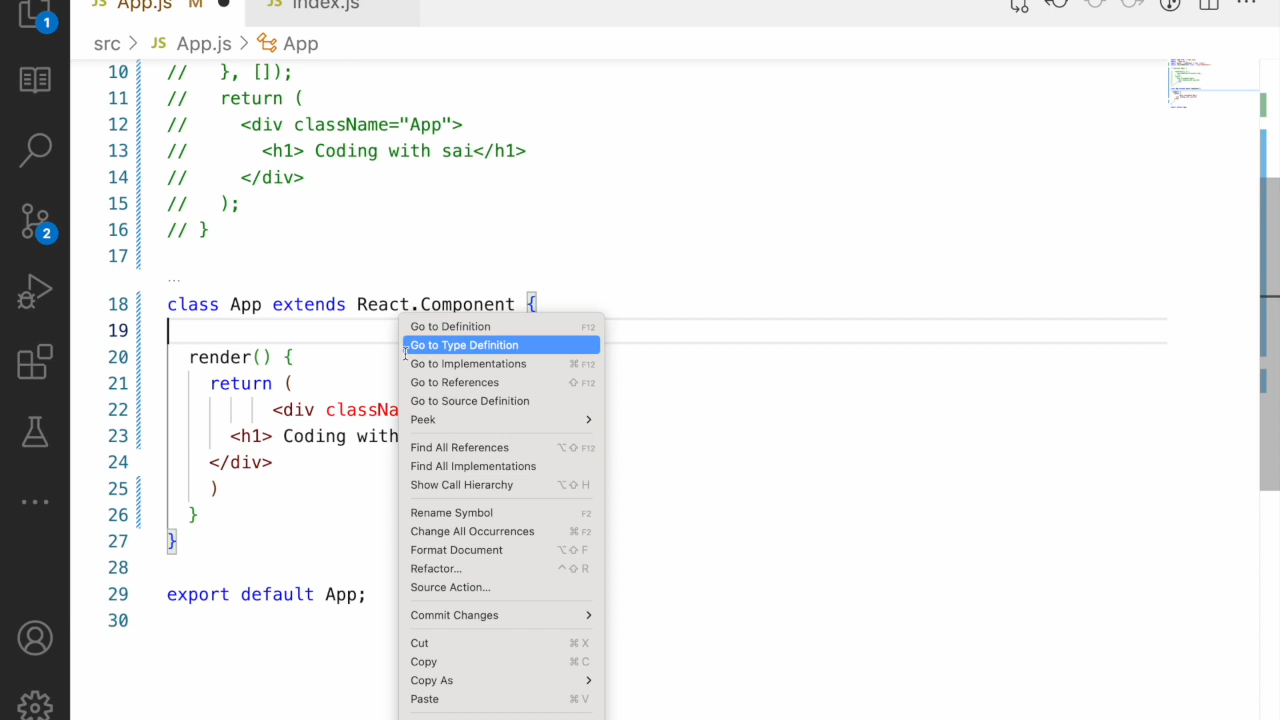 JS App.js M
JS index.js
1
src > JS App.js > App
10 // }, []);
11 // return (
12 // <div className="App">
13 // <h1> Coding with sai</h1>
14 // </div>
15 // );
16 // }
17
...
18 class App extends React.Component {
19
20 render() {
21 return (
22 <div classNa
23 <h1> Coding with
24 </div>
25 )
26 }
27 }
28
29 export default App;
30
2
Go to Definition F12
Go to Type Definition
Go to Implementations ⌘ F12
Go to References ⇧ F12
Go to Source Definition
Peek >
Find All References ⌥⇧ F12
Find All Implementations
Show Call Hierarchy ⌥⇧ H
Rename Symbol F2
Change All Occurrences ⌘ F2
Format Document ⌥⇧ F
Refactor... ^⇧ R
Source Action...
Commit Changes >
Cut ⌘ X
Copy ⌘ C
Copy As >
Paste ⌘ V